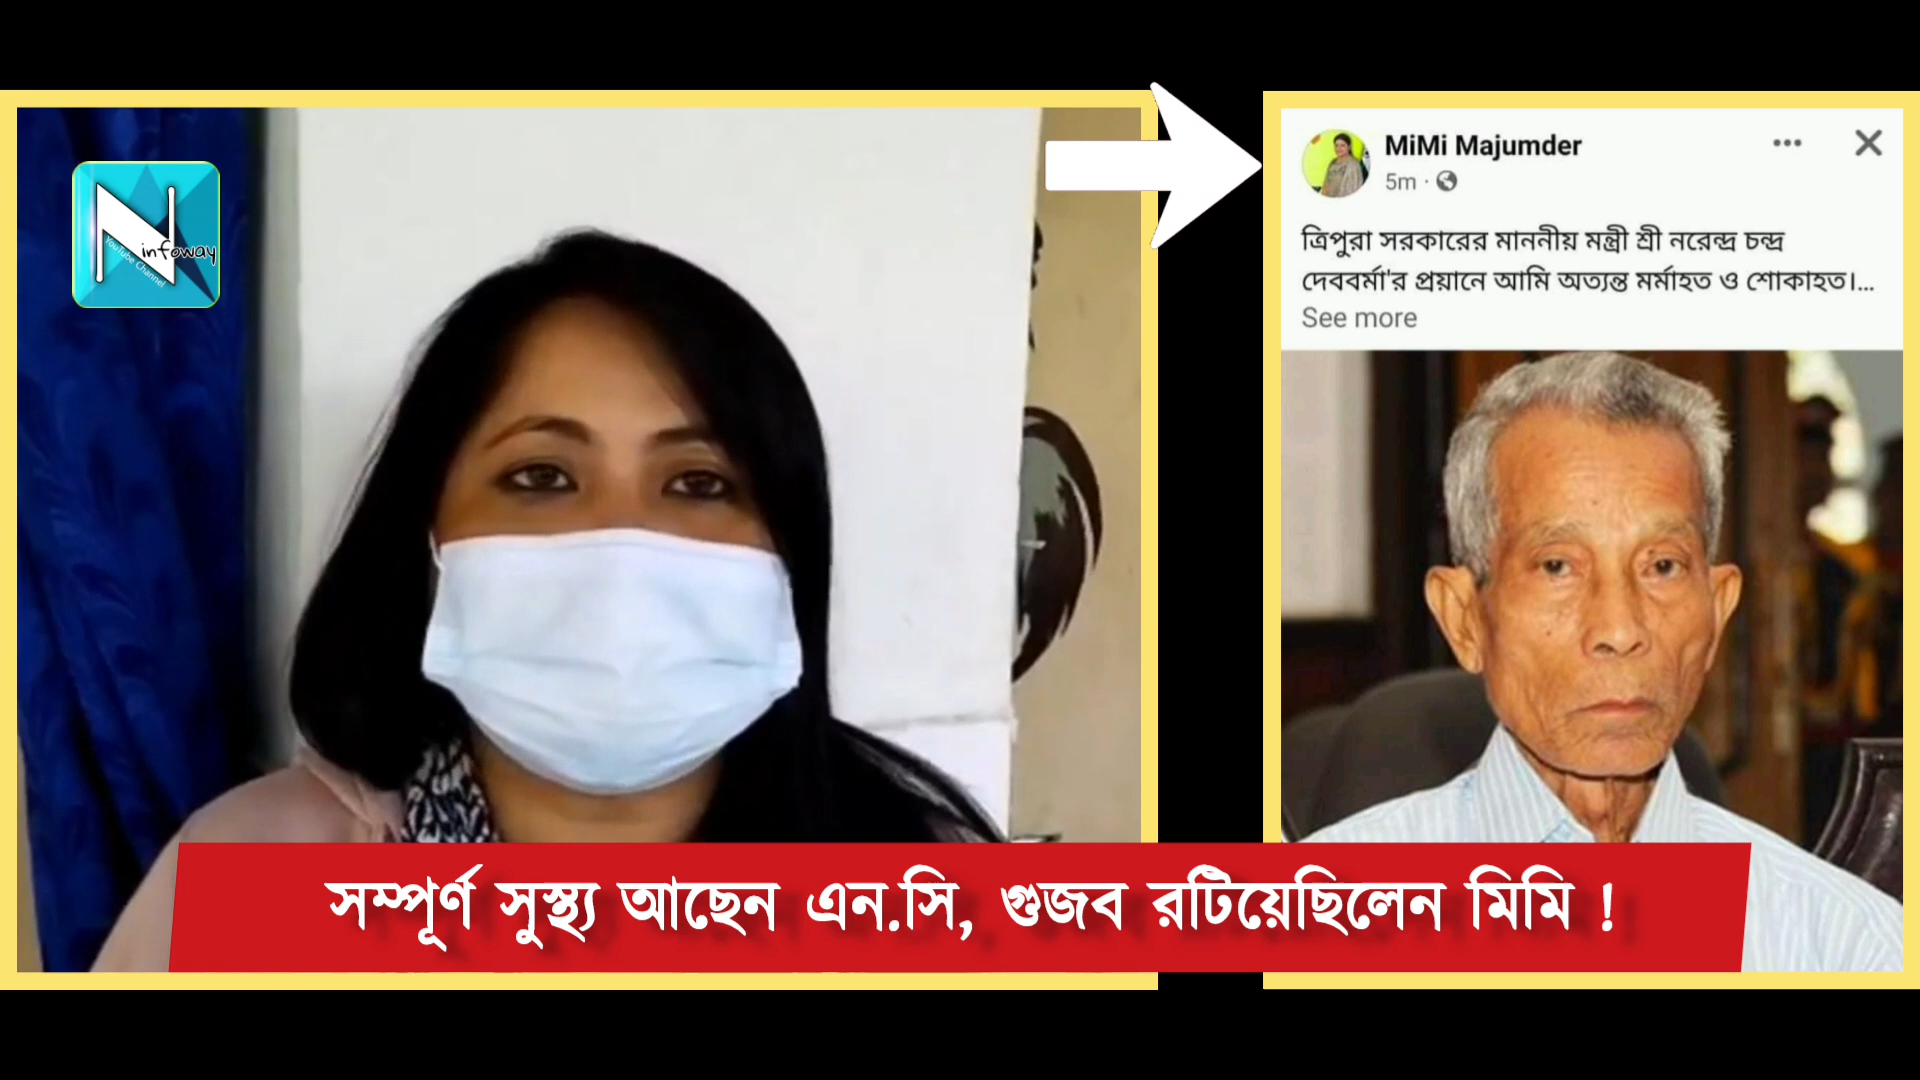 N
infoway
YouTube Channel
MiMi Majumder
5m ·
ত্রিপুরা সরকারের মাননীয় মন্ত্রী শ্রী নরেন্দ্র চন্দ্র
দেববর্মা'র প্রয়ানে আমি অত্যন্ত মর্মাহত ও শোকাহত।...
See more
সম্পূর্ণ সুস্থ্য আছেন এন.সি, গুজব রটিয়েছিলেন মিমি !